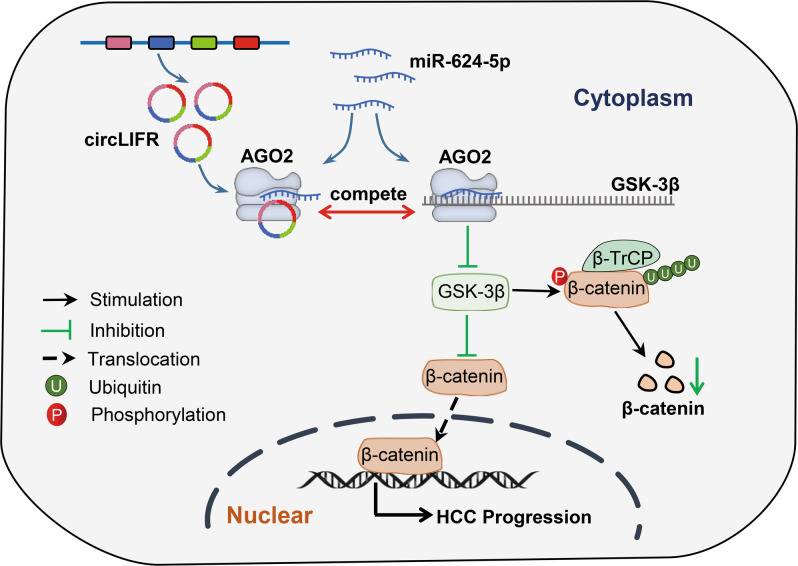 miR-624-5p
Cytoplasm
circLIFR
AGO2
AGO2
compete
GSK-3β
β-TrCP
P
β-catenin
U U U U
GSK-3β
Stimulation
Inhibition
Translocation
U Ubiquitin
P Phosphorylation
β-catenin
β-catenin
β-catenin
Nuclear
HCC Progression